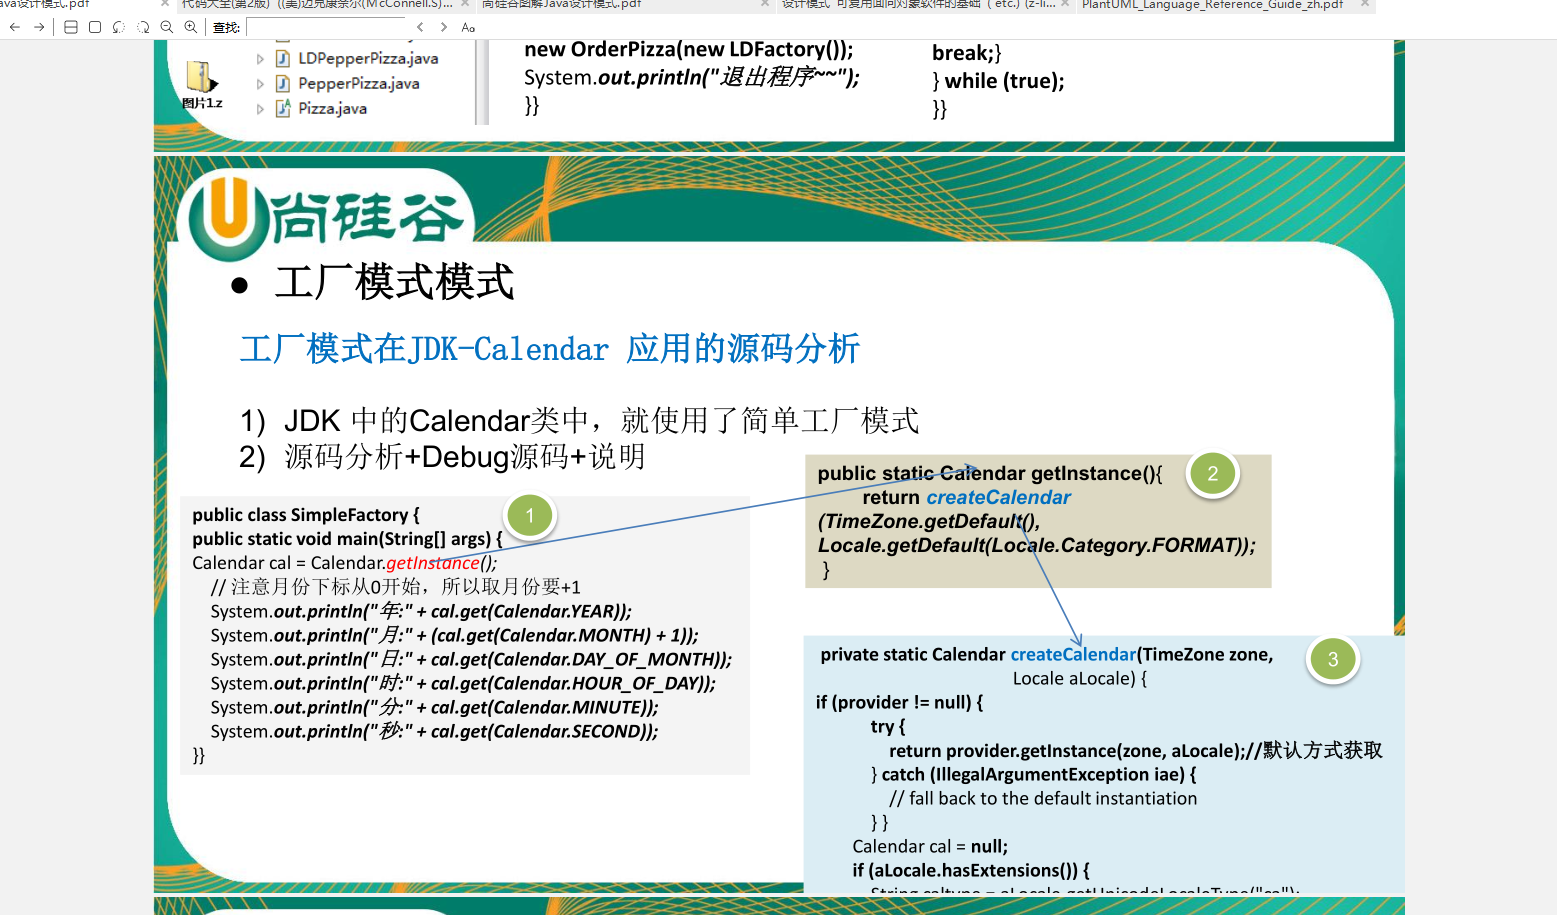 ava设计模式.pdf
代码大全(第2版) ((美)迈克康奈尔(McConnell.S)...
尚硅谷图解Java设计模式.pdf
设计模式 可复用面向对象软件的基础 ( etc.) (z-li...
PlantUML_Language_Reference_Guide_zh.pdf
查找:
Aa
LDPepperPizza.java
PepperPizza.java
Pizza.java
图片1.z
new OrderPizza(new LDFactory());
System.out.println("退出程序~~");
}}
break;}
} while (true);
}}
尚硅谷
● 工厂模式模式
工厂模式在JDK-Calendar 应用的源码分析
1) JDK 中的Calendar类中，就使用了简单工厂模式
2) 源码分析+Debug源码+说明
1
public class SimpleFactory {
public static void main(String[] args) {
Calendar cal = Calendar.getInstance();
// 注意月份下标从0开始，所以取月份要+1
System.out.println("年:" + cal.get(Calendar.YEAR));
System.out.println("月:" + (cal.get(Calendar.MONTH) + 1));
System.out.println("日:" + cal.get(Calendar.DAY_OF_MONTH));
System.out.println("时:" + cal.get(Calendar.HOUR_OF_DAY));
System.out.println("分:" + cal.get(Calendar.MINUTE));
System.out.println("秒:" + cal.get(Calendar.SECOND));
}}
2
public static Calendar getInstance(){
return createCalendar
(TimeZone.getDefault(),
Locale.getDefault(Locale.Category.FORMAT));
}
3
private static Calendar createCalendar(TimeZone zone,
Locale aLocale) {
if (provider != null) {
try {
return provider.getInstance(zone, aLocale);//默认方式获取
} catch (IllegalArgumentException iae) {
// fall back to the default instantiation
} }
Calendar cal = null;
if (aLocale.hasExtensions()) {
String caltype = aLocale.getUnicodeLocaleType("ca");